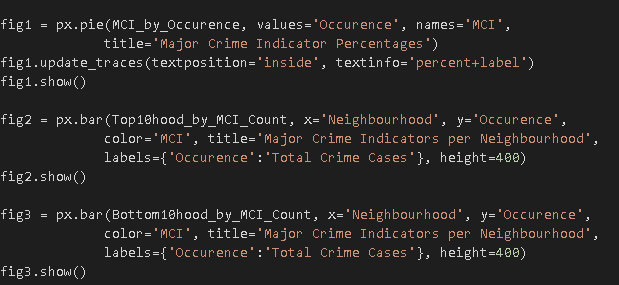 fig1 = px.pie(MCI_by_Occurence, values='Occurence', names='MCI',
title='Major Crime Indicator Percentages')
fig1.update_traces(textposition='inside', textinfo='percent+label')
fig1.show()
fig2 = px.bar(Top10hood_by_MCI_Count, x='Neighbourhood', y='Occurence',
color='MCI', title='Major Crime Indicators per Neighbourhood',
labels={'Occurence':'Total Crime Cases'}, height=400)
fig2.show()
fig3 = px.bar(Bottom10hood_by_MCI_Count, x='Neighbourhood', y='Occurence',
color='MCI', title='Major Crime Indicators per Neighbourhood',
labels={'Occurence':'Total Crime Cases'}, height=400)
fig3.show()